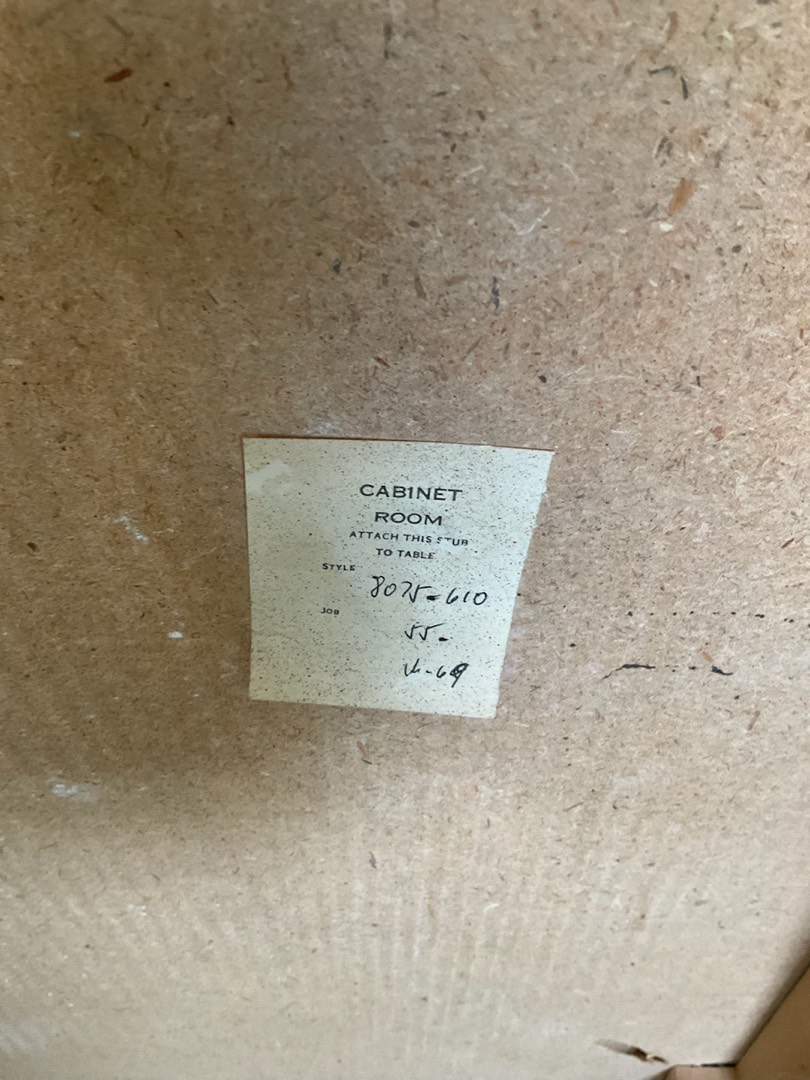 CABINET
ROOM
ATTACH THIS STUB
TO TABLE
STYLE
8075-610
JOB
55-